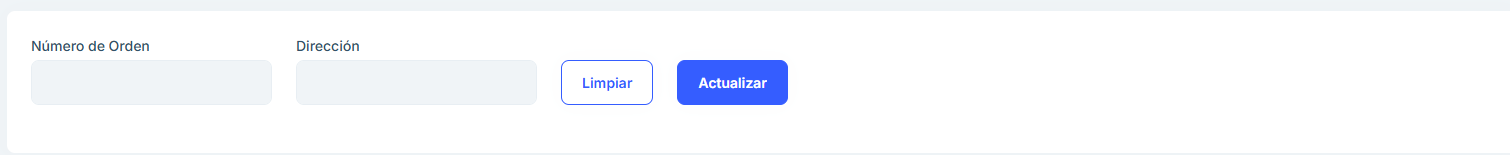 Número de Orden
Dirección
Limpiar
Actualizar